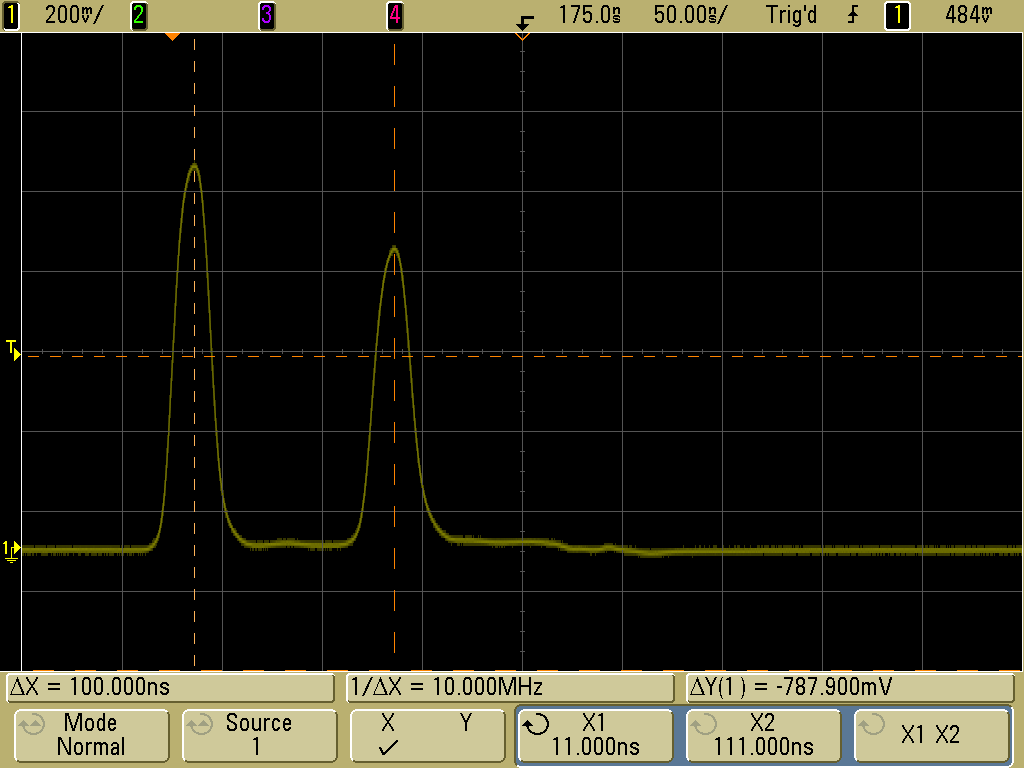 1 200mV/ 2 3 4 175.0ns 50.00ns/ Trig'd 1 484mV
T
1
ΔX = 100.000ns 1/ΔX = 10.000MHz ΔY(1) = -787.900mV
Mode Source X Y X1 X2 X1 X2
Normal 1 ✓ 11.000ns 111.000ns